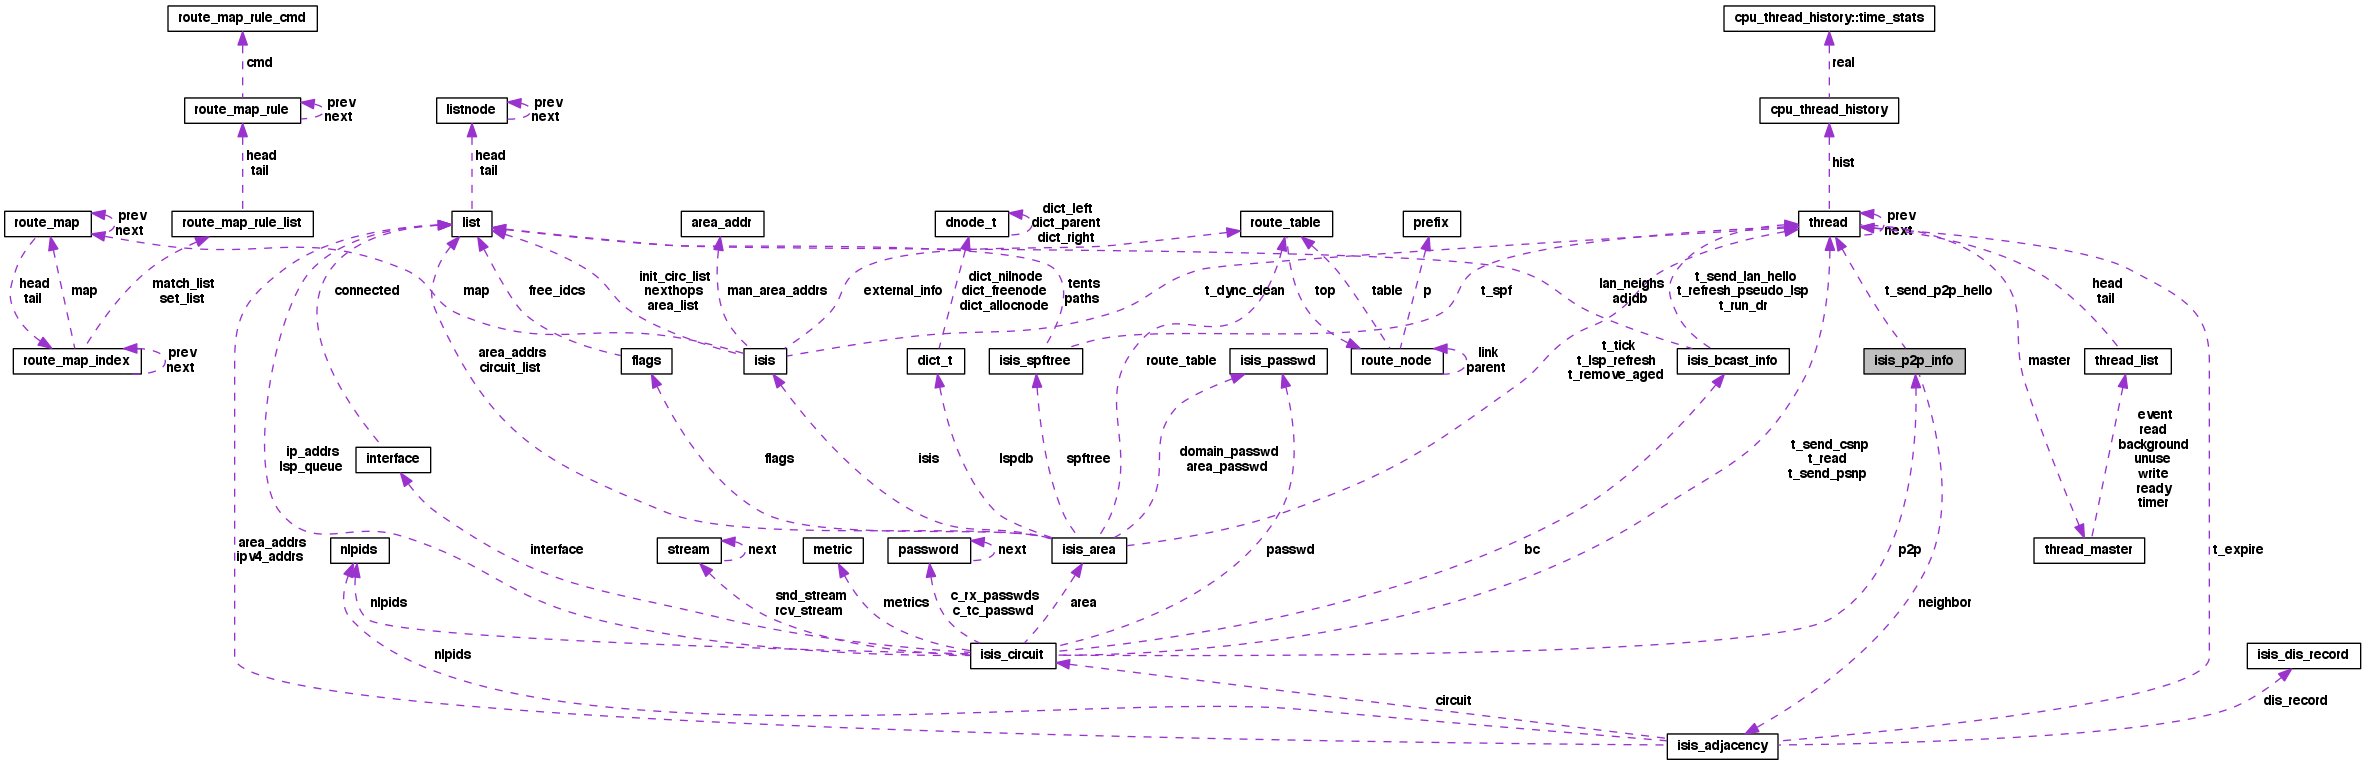 route_map_rule_cmd
cpu_thread_history::time_stats
cmd
real
route_map_rule
prev
next
listnode
prev
next
cpu_thread_history
head
tail
head
tail
hist
route_map
prev
next
route_map_rule_list
list
area_addr
dnode_t
dict_left
dict_parent
dict_right
route_table
prefix
thread
prev
next
head
tail
map
match_list
set_list
connected
map
free_idcs
init_circ_list
nexthops
area_list
man_area_addrs
external_info
dict_nilnode
dict_freenode
dict_allocnode
tents
paths
t_dync_clean
top
table
p
t_spf
lan_neighs
adjdb
t_send_lan_hello
t_refresh_pseudo_lsp
t_run_dr
t_send_p2p_hello
head
tail
route_map_index
prev
next
area_addrs
circuit_list
flags
isis
dict_t
isis_spftree
route_table
isis_passwd
route_node
link
parent
t_tick
t_lsp_refresh
t_remove_aged
isis_bcast_info
isis_p2p_info
master
thread_list
ip_addrs
lsp_queue
interface
flags
isis
lspdb
spftree
domain_passwd
area_passwd
t_send_csnp
t_read
t_send_psnp
event
read
background
unuse
write
ready
timer
area_addrs
ipv4_addrs
nlpids
interface
stream
next
metric
password
next
isis_area
passwd
bc
p2p
thread_master
t_expire
nlpids
snd_stream
rcv_stream
metrics
c_rx_passwds
c_tc_passwd
area
neighbor
nlpids
isis_circuit
isis_dis_record
circuit
dis_record
isis_adjacency